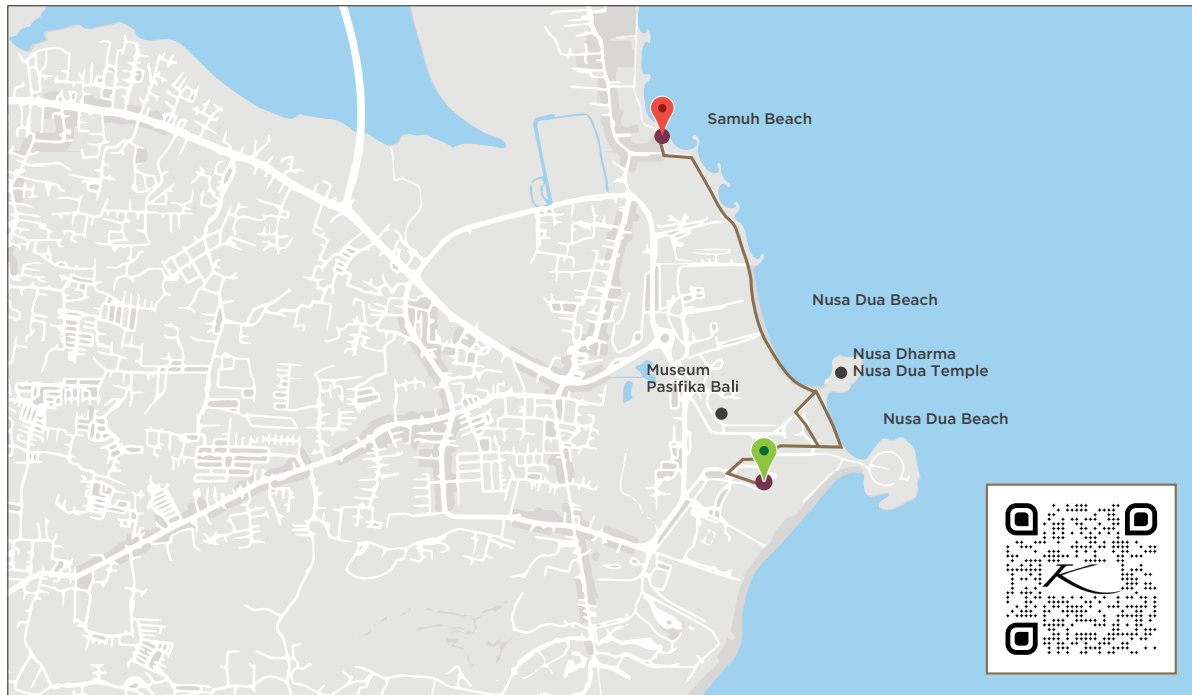 Samuh Beach
Nusa Dua Beach
Nusa Dharma
Nusa Dua Temple
Museum
Pasifika Bali
Nusa Dua Beach
K